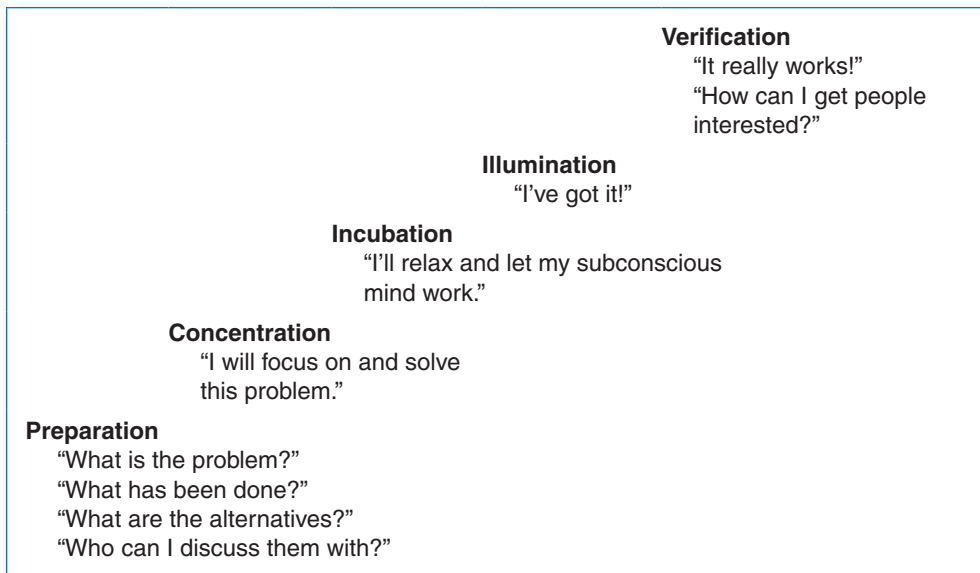 Verification
“It really works!”
“How can I get people
interested?”
Illumination
“I’ve got it!”
Incubation
“I’ll relax and let my subconscious
mind work.”
Concentration
“I will focus on and solve
this problem.”
Preparation
“What is the problem?”
“What has been done?”
“What are the alternatives?”
“Who can I discuss them with?”